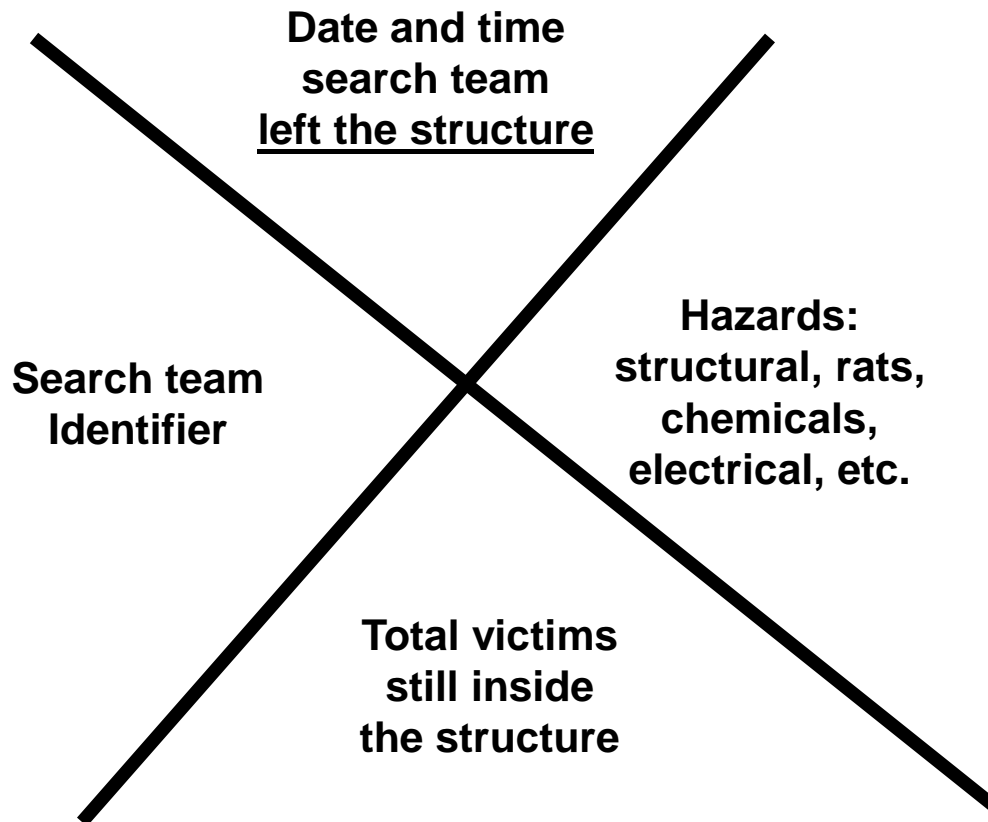 Date and time
search team
left the structure
Search team
Identifier
Hazards:
structural, rats,
chemicals,
electrical, etc.
Total victims
still inside
the structure